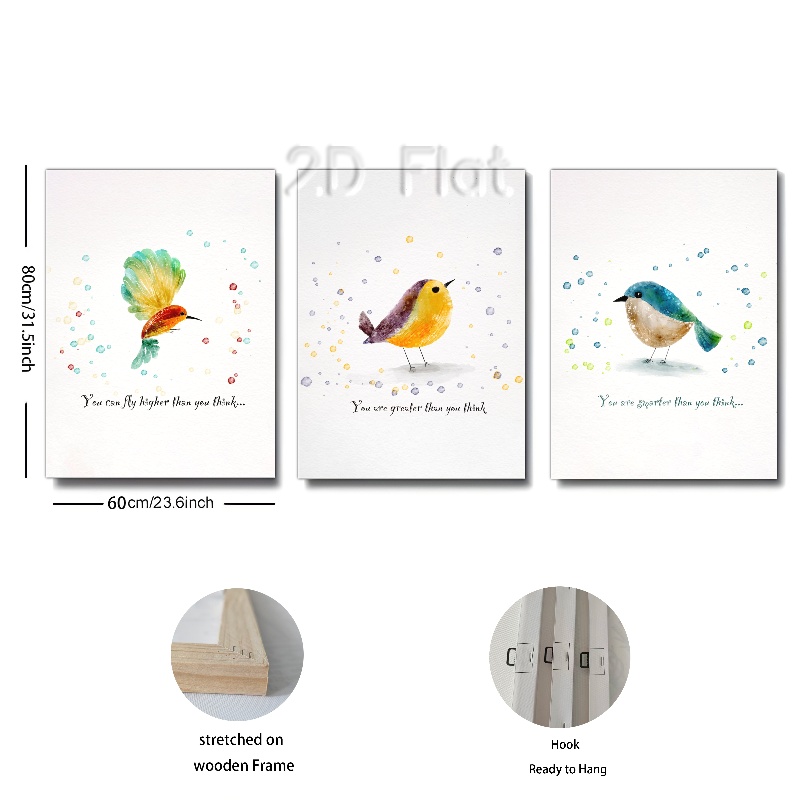 2.D Flat.
80cm/31.5inch
You can fly higher than you think...
You are greater than you think
You are smarter than you think...
60cm/23.6inch
stretched on
wooden Frame
Hook
Ready to Hang